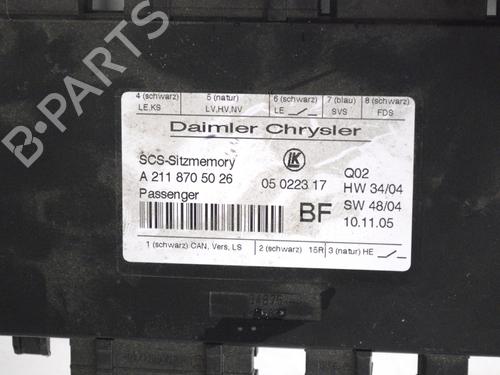 4 (schwarz) 5 (natur) 6 (schwarz) 7 (blau) 8 (schwarz)
LE,KS LV,HV,NV LE SVS FDS
Daimler Chrysler
SCS-Sitzmemory LK Q02
A 211 870 50 26 05 0223 17 HW 34/04
Passenger SW 48/04
BF 10.11.05
1 (schwarz) CAN, Vers, LS 2 (schwarz) 15R 3 (natur) HE
B-PARTS